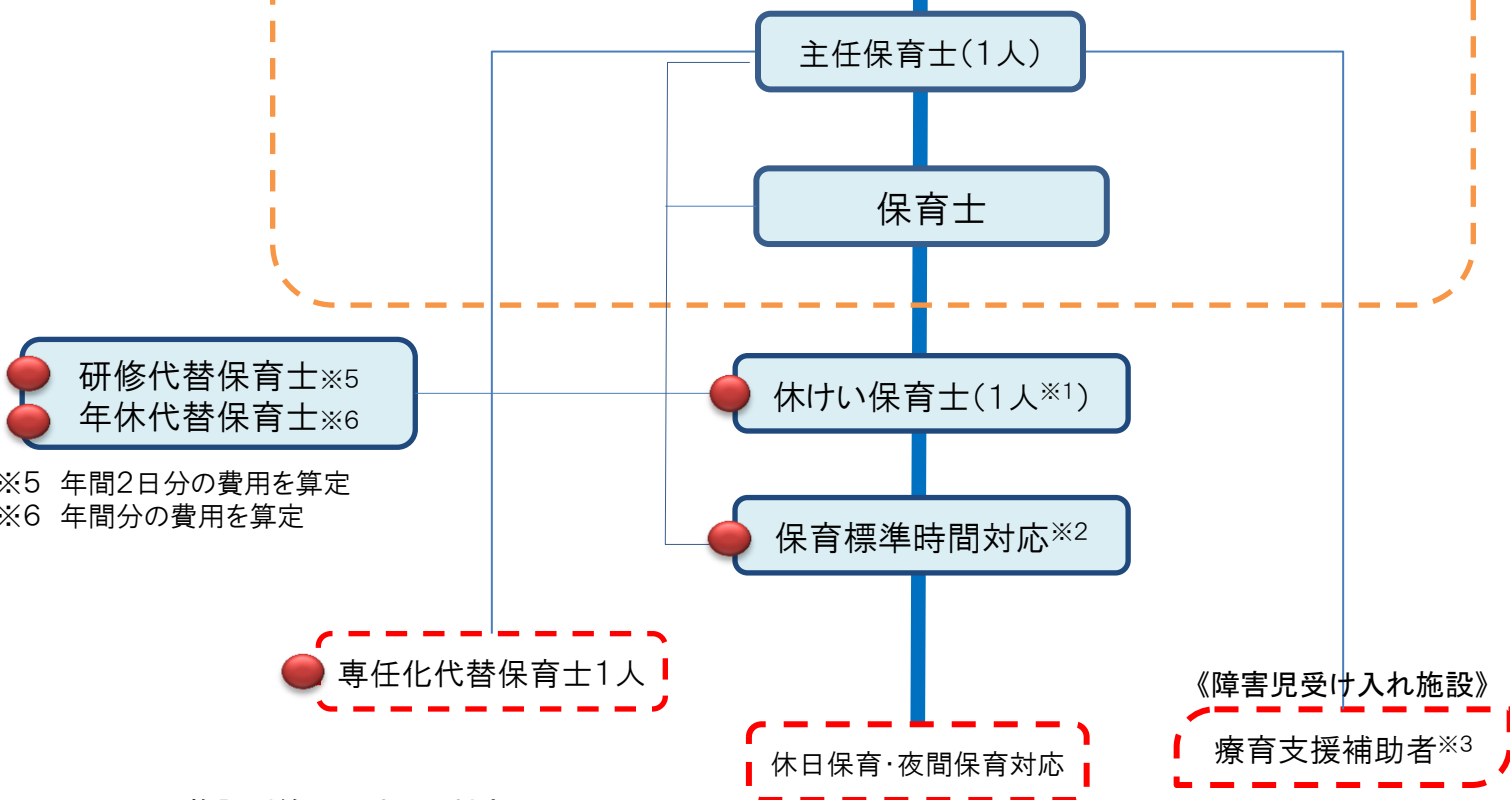 主任保育士(1人)
保育士
研修代替保育士※5
年休代替保育士※6
休けい保育士(1人※1)
※5 年間2日分の費用を算定
※6 年間分の費用を算定
保育標準時間対応※2
専任化代替保育士1人
《障害児受け入れ施設》
療育支援補助者※3
休日保育・夜間保育対応